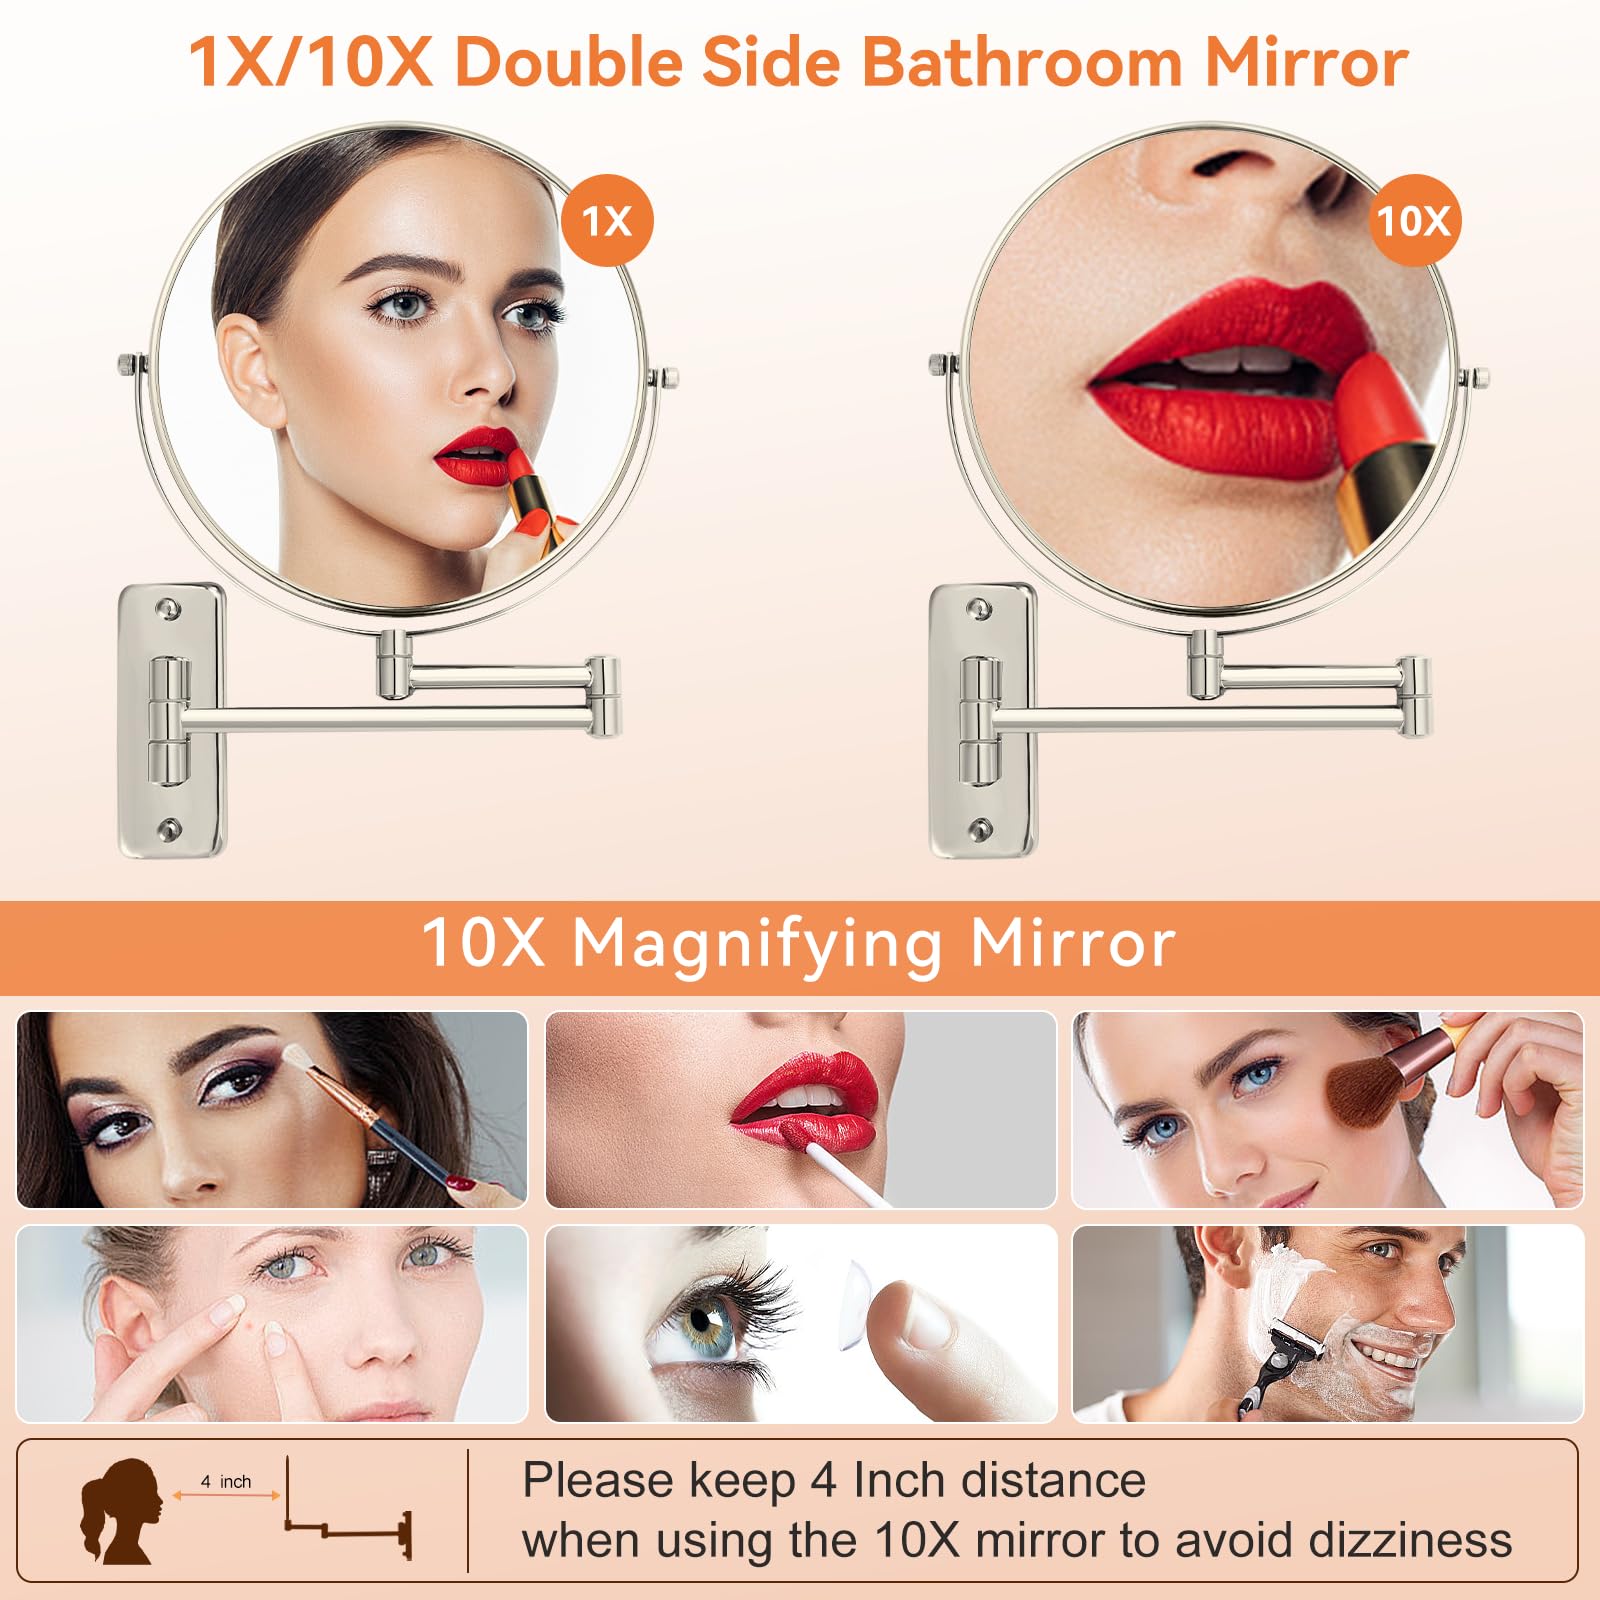 1X/10X Double Side Bathroom Mirror
1X
10X
10X Magnifying Mirror
4 inch
Please keep 4 Inch distance
when using the 10X mirror to avoid dizziness